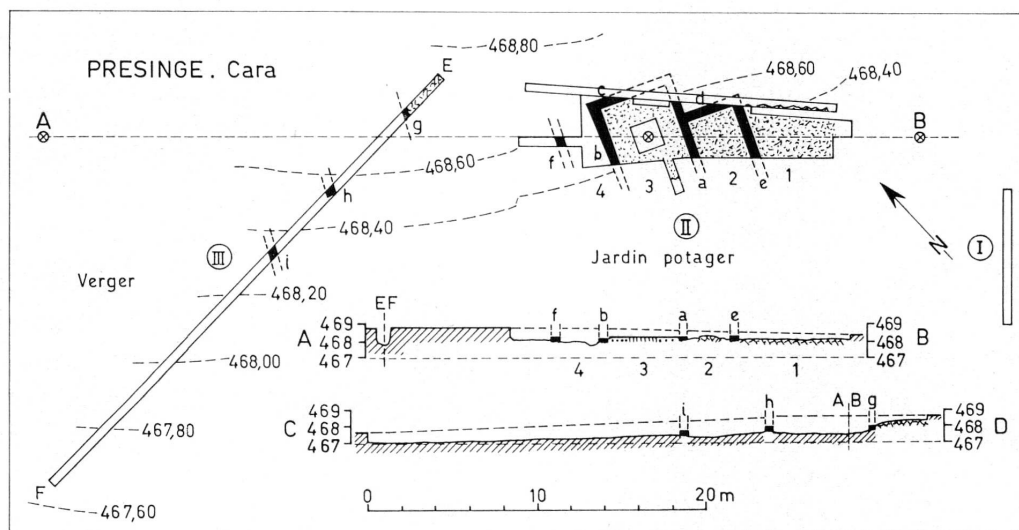 PRESINGE. Cara
468,80
468,60
468,40
E
g
A
B
c
d
f
b
4
3
a
2
e
1
468,60
h
468,40
II
I
N
III
i
Verger
Jardin potager
468,20
468,00
467,80
467,60
F
EF
f
b
a
e
A
469
468
467
4
3
2
1
469
468
467
B
i
h
A B
g
C
469
468
467
469
468
467
D
0
10
20 m